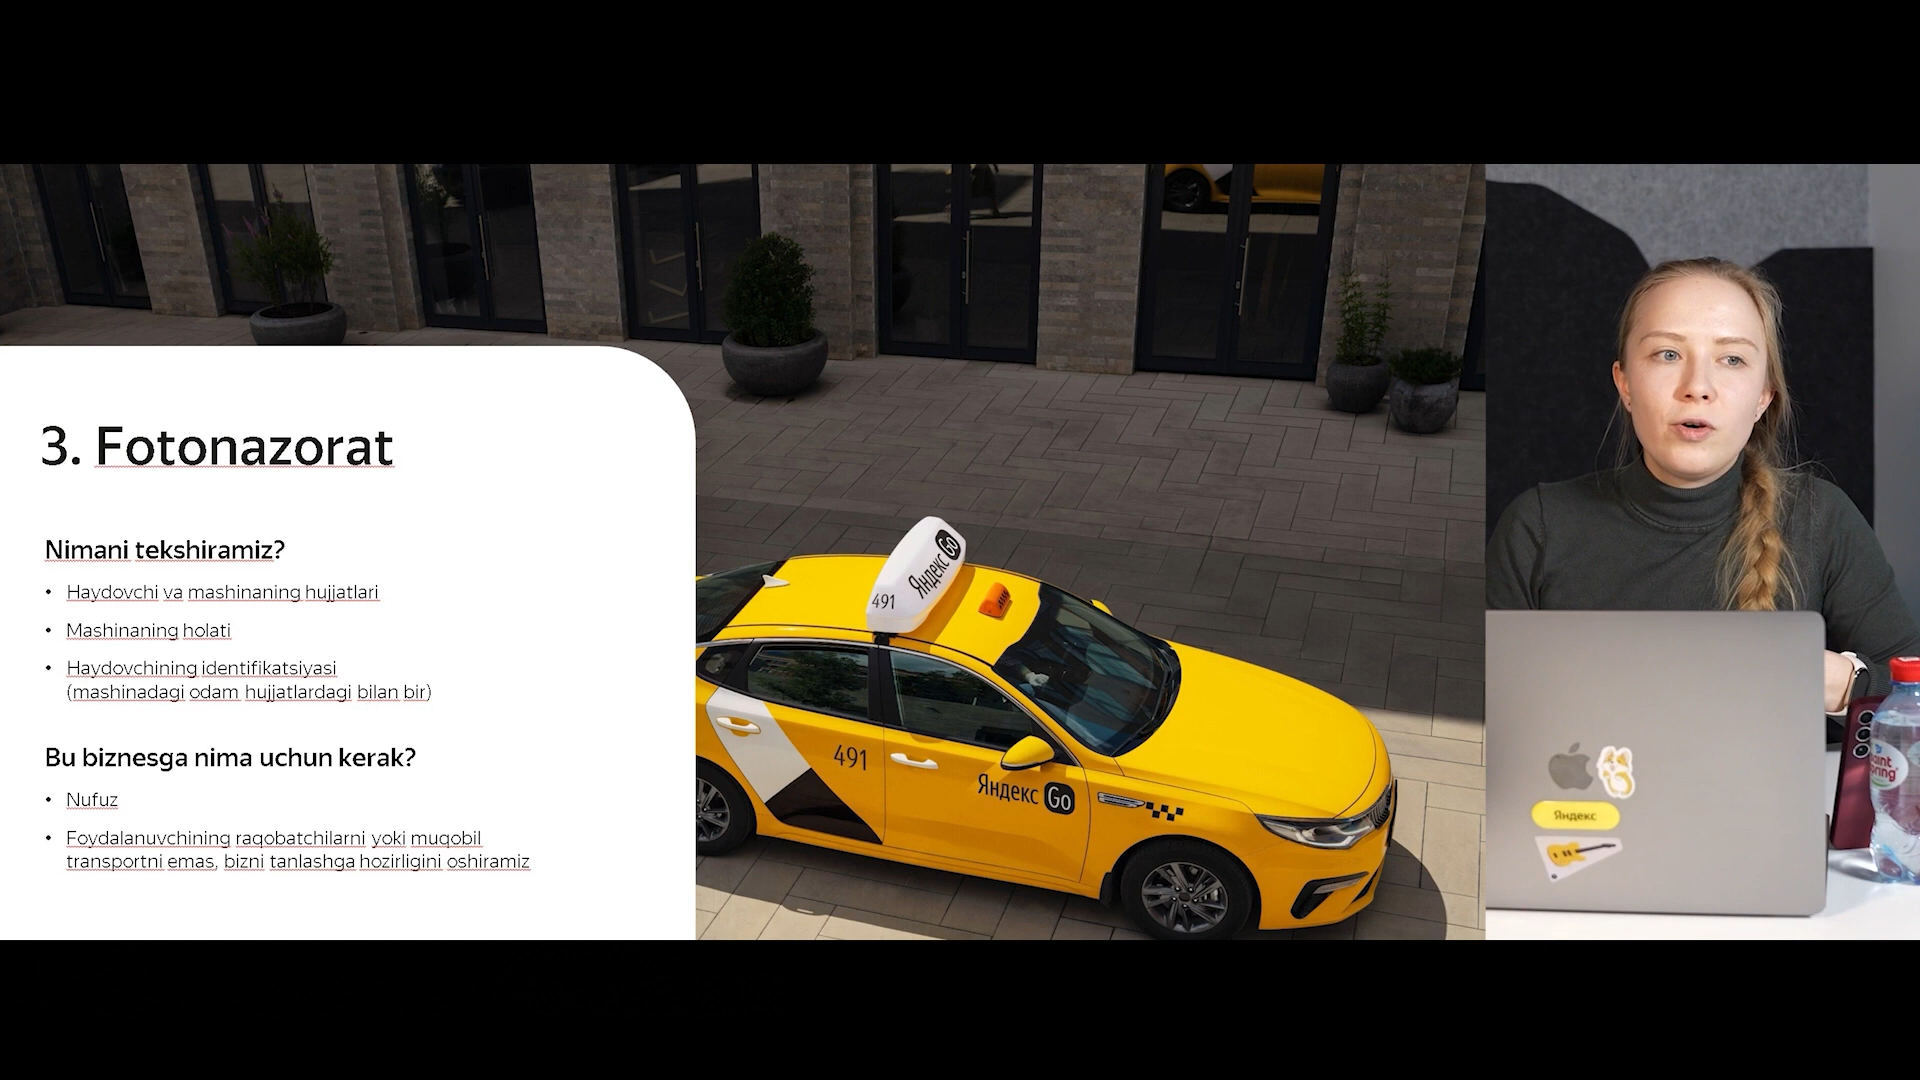 3. Fotonazorat
Nimani tekshiramiz?
• Haydovchi va mashinaning hujjatlari
• Mashinaning holati
• Haydovchining identifikatsiyasi
(mashinadagi odam hujjatlardagi bilan bir)
Bu biznesga nima uchun kerak?
• Nufuz
• Foydalanuvchining raqobatchilarni yoki muqobil
transportni emas, bizni tanlashga hozirligini oshiramiz
Яндекс Go
491
491
Яндекс Go
Яндекс